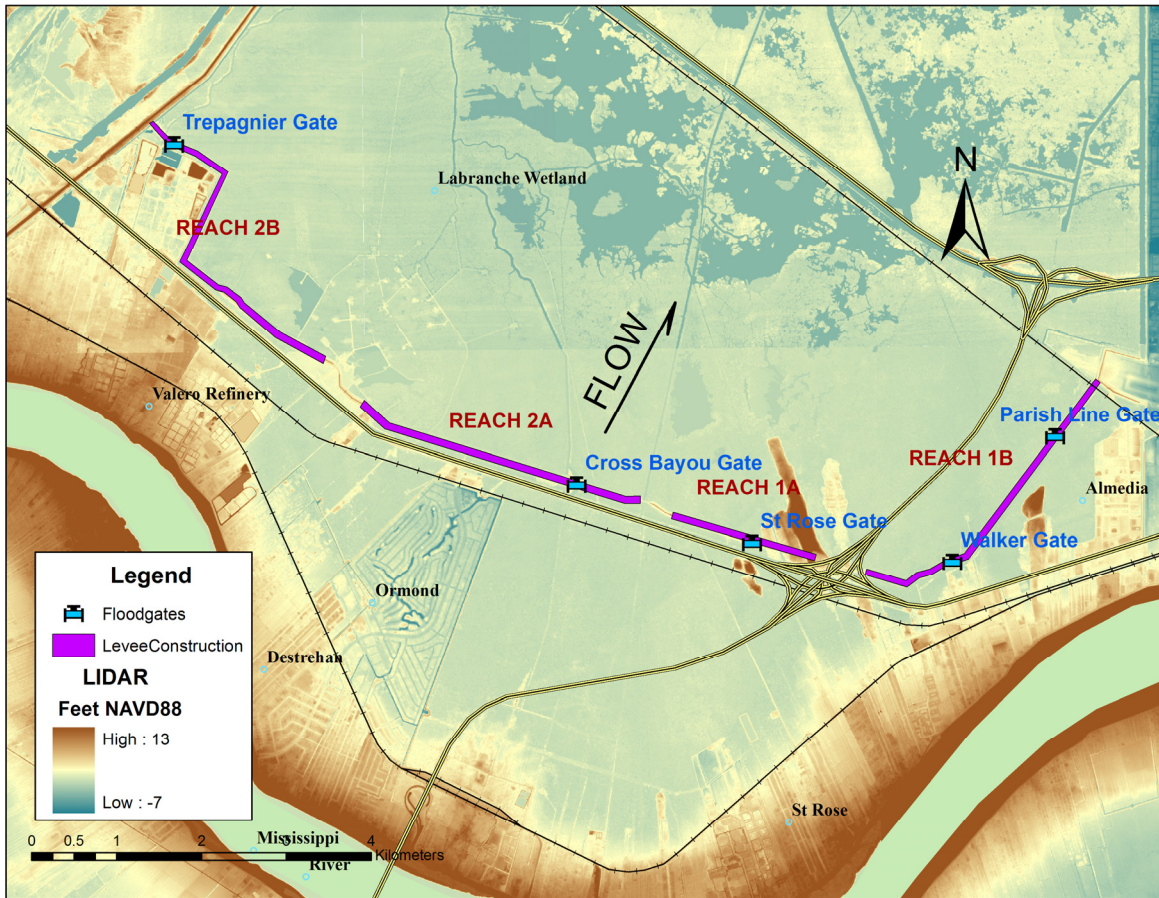 Trepagnier Gate
Labranche Wetland
N
REACH 2B
FLOW
Valero Refinery
REACH 2A
Parish Line Gate
Cross Bayou Gate
REACH 1B
REACH 1A
Almedia
St Rose Gate
Walker Gate
Legend
Floodgates
LeveeConstruction
LIDAR
Feet NAVD88
High : 13
Low : -7
Ormond
Destrehan
St Rose
0 0.5 1 2 3 4
Kilometers
Mississippi
River